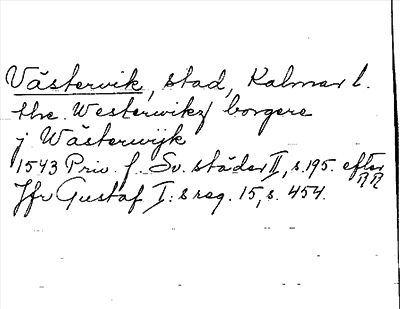 Västervik, stad, Kalmar l.
the Westerwikz borgere
j Wästerwijk
1543 Priv. f. Sv. städer II, s. 195. efter RR
Jfr Gustaf I:s reg. 15, s. 454.